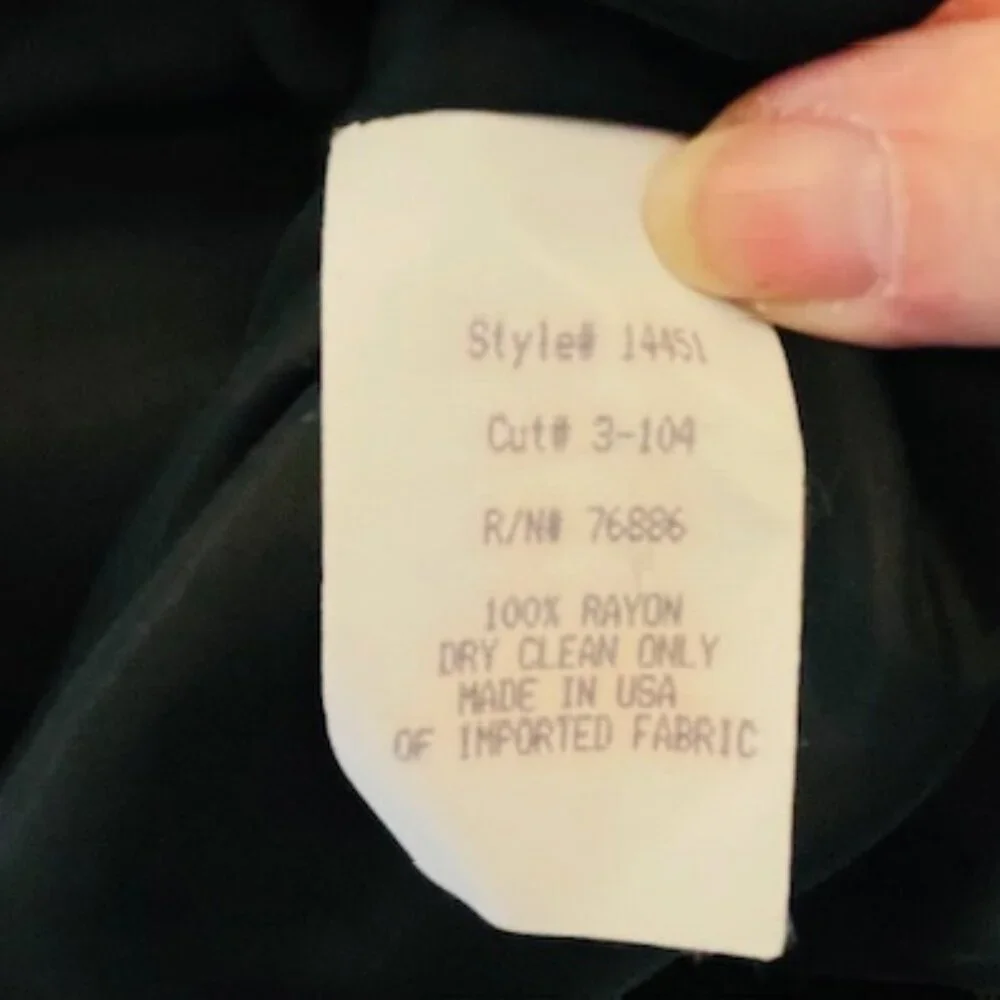 Style# 14451
Cut# 3-104
R/N# 76886
100% RAYON
DRY CLEAN ONLY
MADE IN USA
OF IMPORTED FABRIC